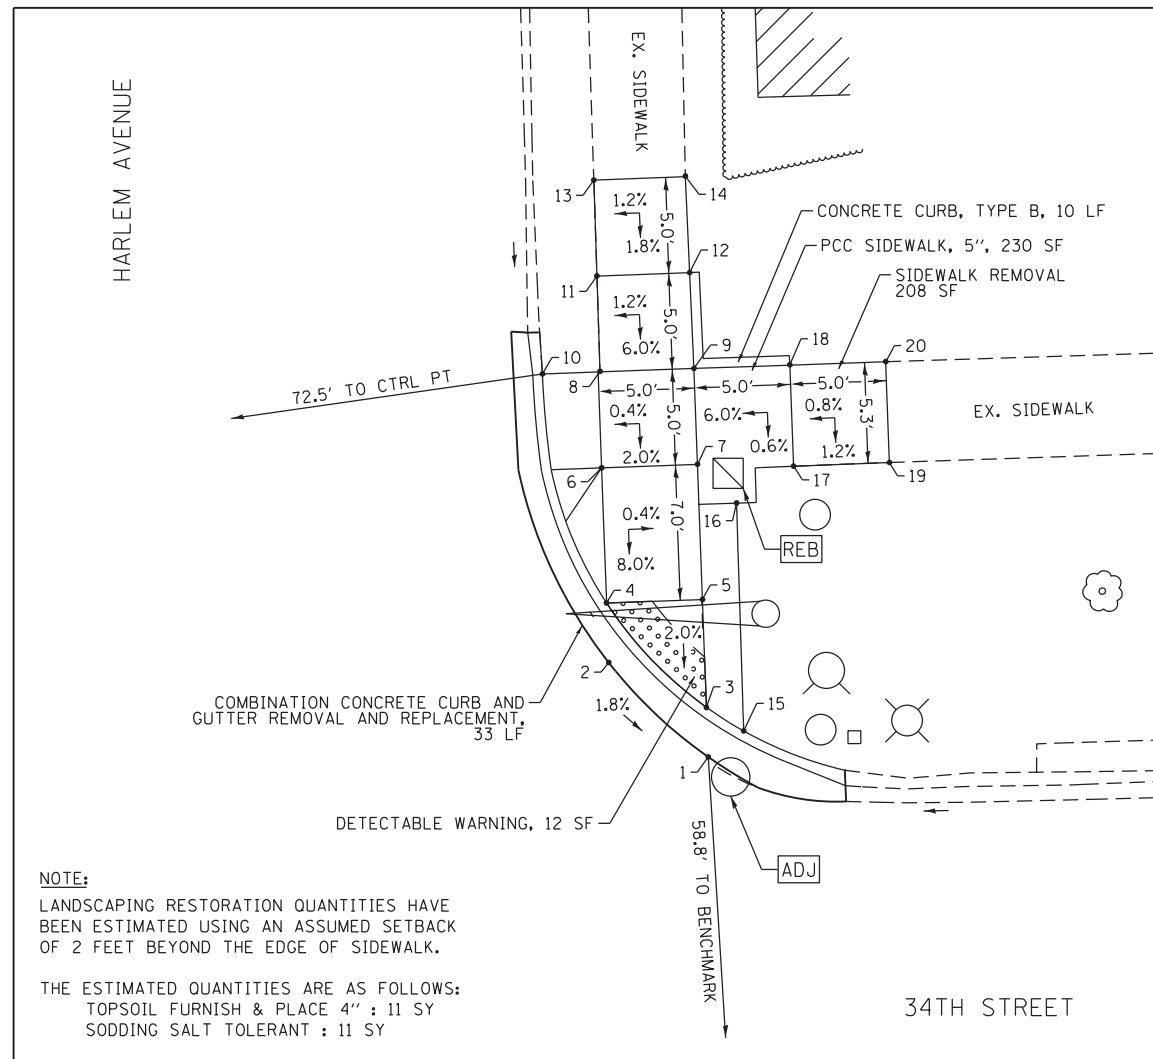 HARLEM AVENUE
EX. SIDEWALK
13
14
1.2%
1.8%
5.0'
12
11
CONCRETE CURB, TYPE B, 10 LF
PCC SIDEWALK, 5'', 230 SF
SIDEWALK REMOVAL
208 SF
1.2%
6.0%
5.0'
9
18
20
10
8
72.5' TO CTRL PT
5.0'
5.0'
5.0'
0.4%
2.0%
5.0'
6.0%
0.6%
0.8%
1.2%
5.3'
EX. SIDEWALK
7
6
17
19
16
0.4%
8.0%
7.0'
REB
4
5
2.0%
2
3
15
1.8%
COMBINATION CONCRETE CURB AND
GUTTER REMOVAL AND REPLACEMENT,
33 LF
1
DETECTABLE WARNING, 12 SF
58.8' TO BENCHMARK
ADJ
NOTE:
LANDSCAPING RESTORATION QUANTITIES HAVE
BEEN ESTIMATED USING AN ASSUMED SETBACK
OF 2 FEET BEYOND THE EDGE OF SIDEWALK.
THE ESTIMATED QUANTITIES ARE AS FOLLOWS:
TOPSOIL FURNISH & PLACE 4'' : 11 SY
SODDING SALT TOLERANT : 11 SY
34TH STREET